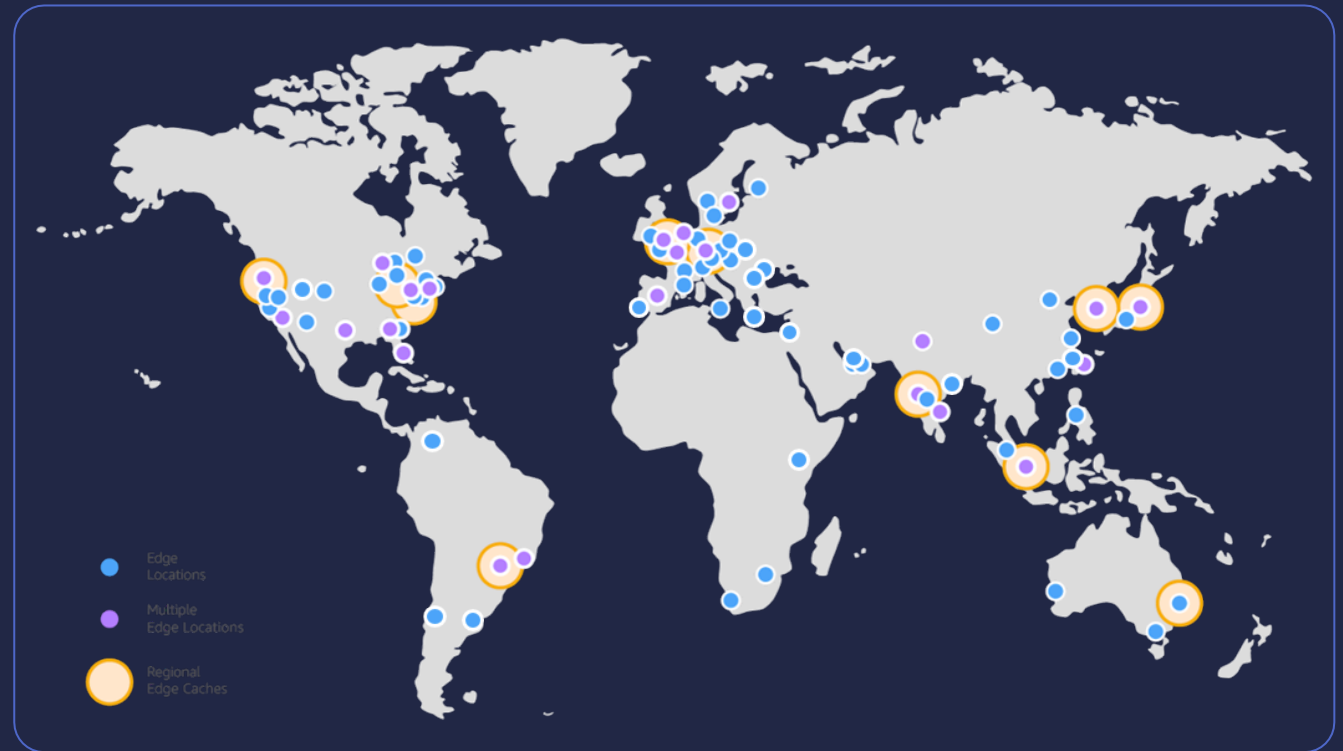 Edge
Locations
Multiple
Edge Locations
Regional
Edge Caches